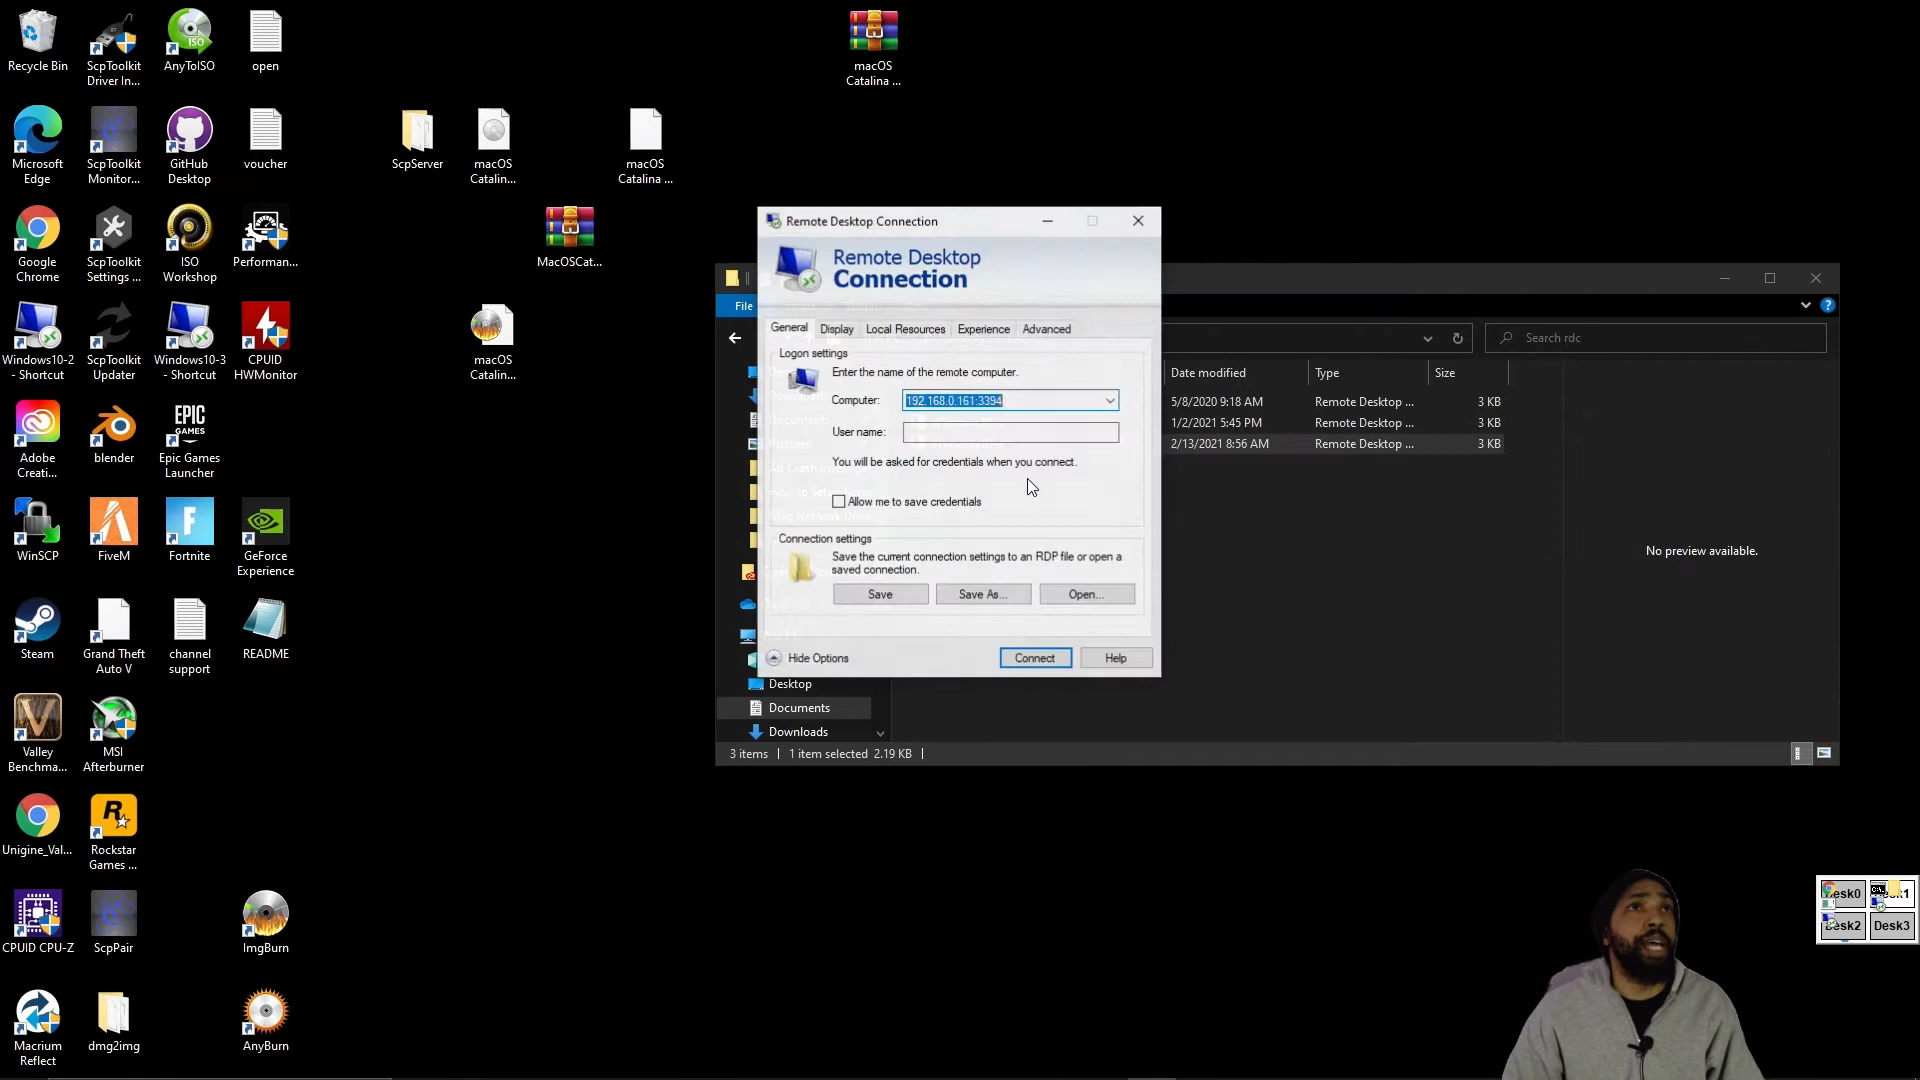 Recycle Bin
ScpToolkit
Driver In...
AnyToISO
open
macOS
Catalina ...
Microsoft
Edge
ScpToolkit
Monitor...
GitHub
Desktop
voucher
ScpServer
macOS
Catalin...
macOS
Catalina ...
Google
Chrome
ScpToolkit
Settings ...
ISO
Workshop
Performan...
MacOSCat...
Windows10-2
- Shortcut
ScpToolkit
Updater
Windows10-3
- Shortcut
CPUID
HWMonitor
macOS
Catalin...
Adobe
Creati...
blender
Epic Games
Launcher
WinSCP
FiveM
Fortnite
GeForce
Experience
Steam
Grand Theft
Auto V
channel
support
README
Valley
Benchma...
MSI
Afterburner
Unigine_Val...
Rockstar
Games ...
CPUID CPU-Z
ScpPair
ImgBurn
Macrium
Reflect
dmg2img
AnyBurn
Remote Desktop Connection
Remote Desktop
Connection
General
Display
Local Resources
Experience
Advanced
Logon settings
Enter the name of the remote computer.
Computer:
192.168.0.161:3394
User name:
You will be asked for credentials when you connect.
Allow me to save credentials
Connection settings
Save the current connection settings to an RDP file or open a
saved connection.
Save
Save As...
Open...
Hide Options
Connect
Help
File
Search rdc
Date modified
Type
Size
5/8/2020 9:18 AM
Remote Desktop ...
3 KB
1/2/2021 5:45 PM
Remote Desktop ...
3 KB
2/13/2021 8:56 AM
Remote Desktop ...
3 KB
No preview available.
Desktop
Documents
Downloads
3 items
1 item selected 2.19 KB
Desk2
Desk3